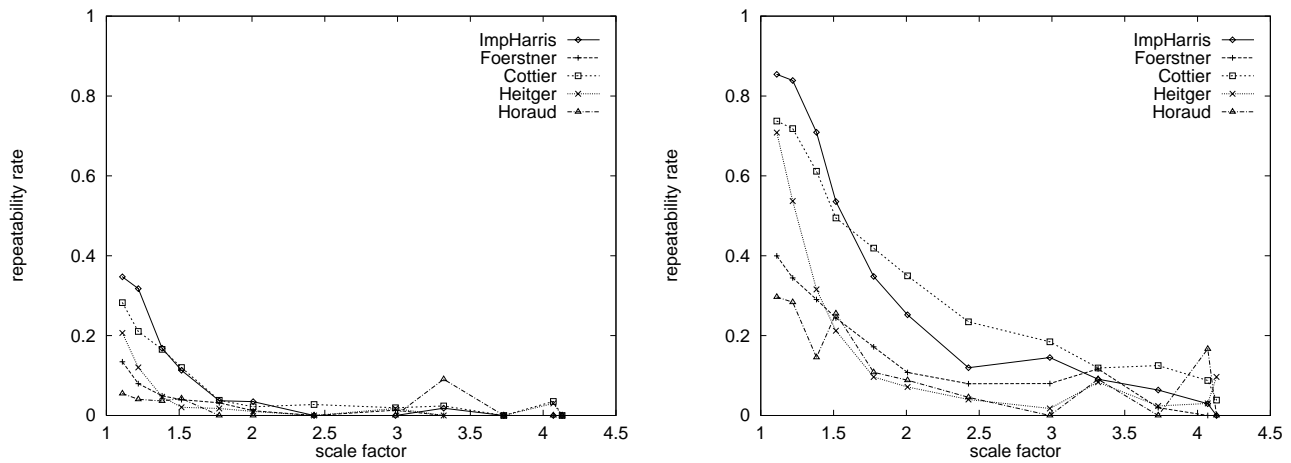 1
0.8
0.6
0.4
0.2
0
1
1.5
2
2.5
3
3.5
4
4.5
repeatability rate
scale factor
ImpHarris
Foerstner
Cottier
Heitger
Horaud
1
0.8
0.6
0.4
0.2
0
1
1.5
2
2.5
3
3.5
4
4.5
repeatability rate
scale factor
ImpHarris
Foerstner
Cottier
Heitger
Horaud